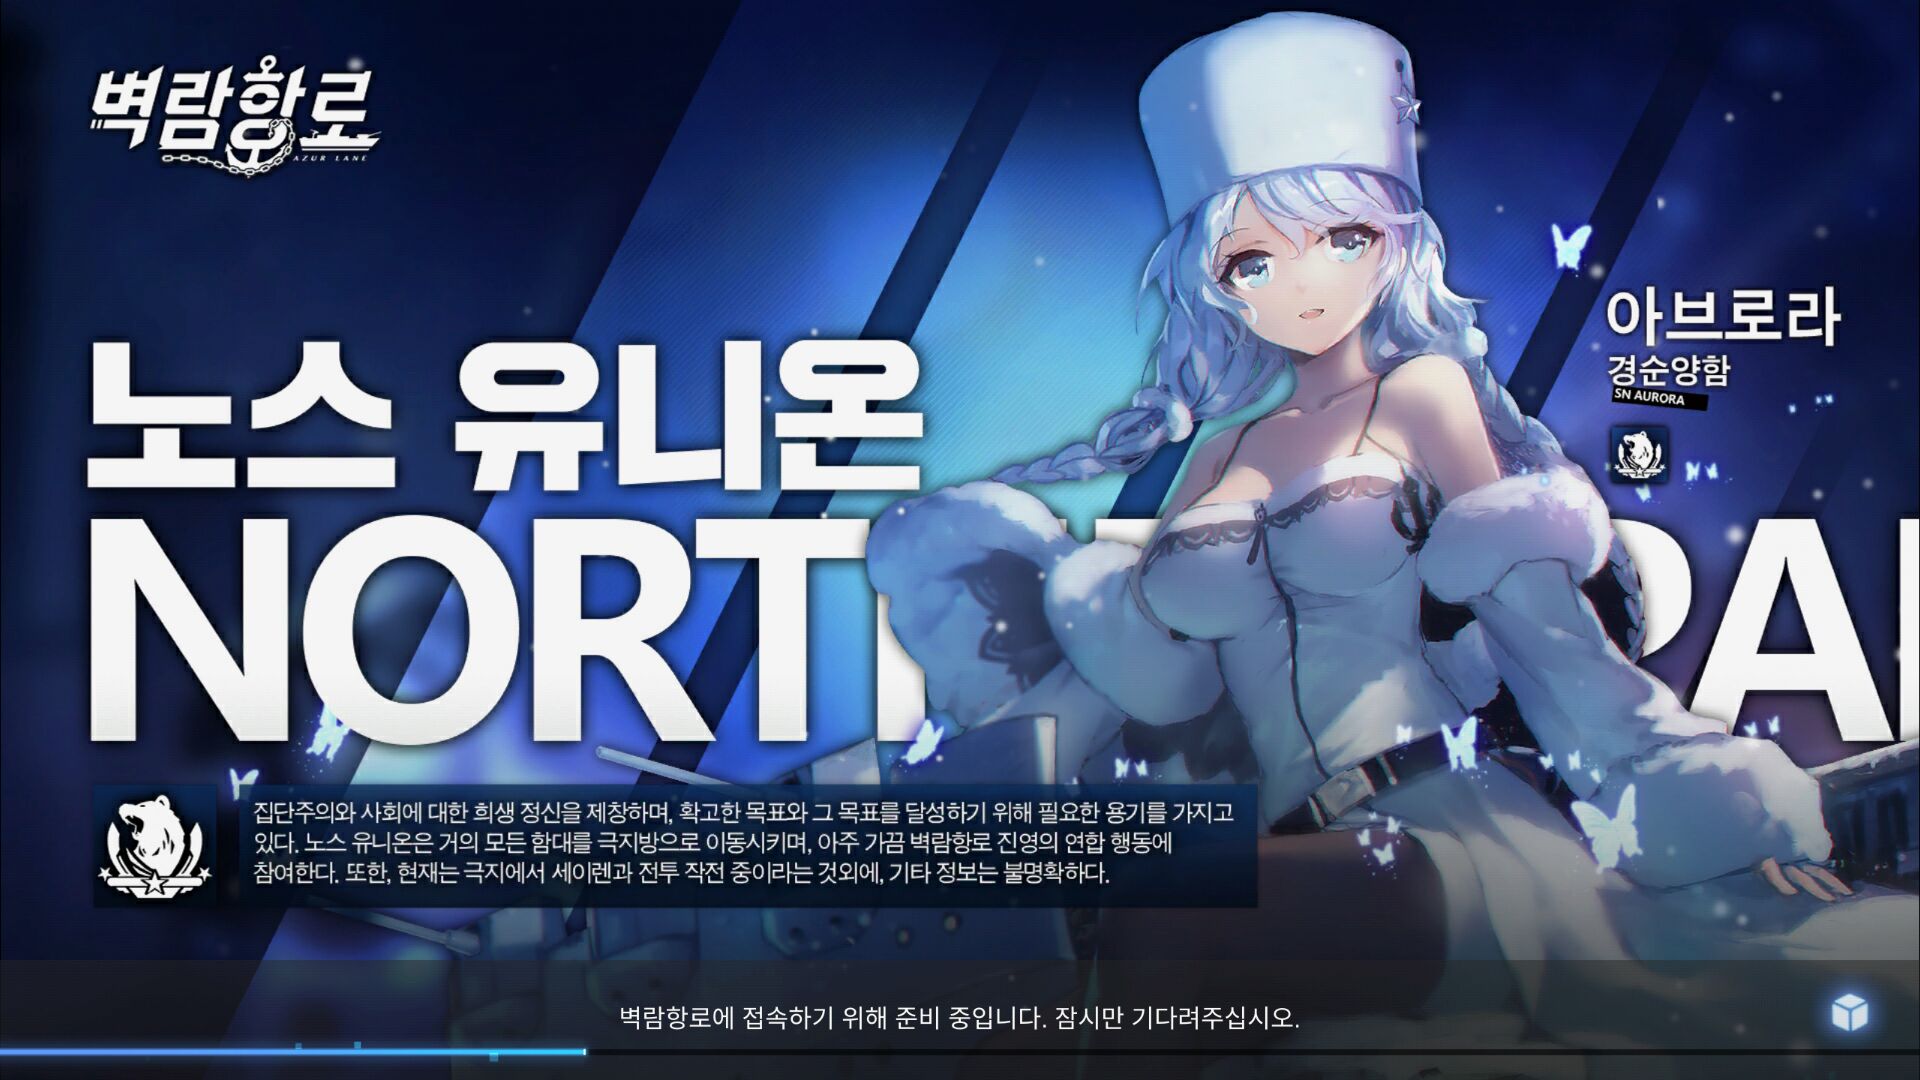 벽람항로
AZUR LANE
아브로라
경순양함
SN AURORA
노스 유니온
NORT
PA
집단주의와 사회에 대한 희생 정신을 제창하며, 확고한 목표와 그 목표를 달성하기 위해 필요한 용기를 가지고
있다. 노스 유니온은 거의 모든 함대를 극지방으로 이동시키며, 아주 가끔 벽람항로 진영의 연합 행동에
참여한다. 또한, 현재는 극지에서 세이렌과 전투 작전 중이라는 것외에, 기타 정보는 불명확하다.
벽람항로에 접속하기 위해 준비 중입니다. 잠시만 기다려주십시오.